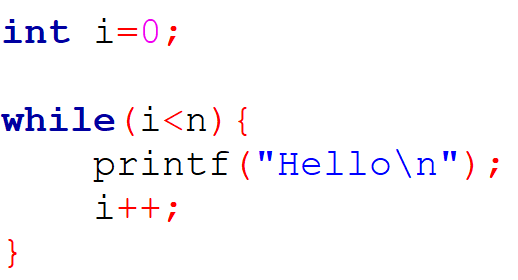 int i=0;
while(i<n){
    printf("Hello\n");
    i++;
}